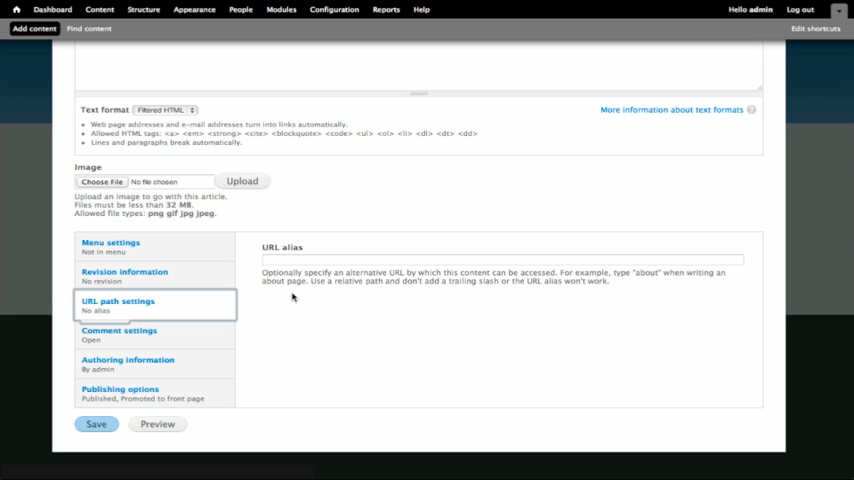 Dashboard Content Structure Appearance People Modules Configuration Reports Help Hello admin Log out
Add content Find content Edit shortcuts
Text format Filtered HTML More information about text formats ?
Web page addresses and e-mail addresses turn into links automatically.
Allowed HTML tags: <a> <em> <strong> <cite> <blockquote> <code> <ul> <ol> <li> <dl> <dt> <dd>
Lines and paragraphs break automatically.
Image
Choose File No file chosen Upload
Upload an image to go with this article.
Files must be less than 32 MB.
Allowed file types: png gif jpg jpeg.
Menu settings
Not in menu
Revision information
No revision
URL path settings
No alias
Comment settings
Open
Authoring information
By admin
Publishing options
Published, Promoted to front page
URL alias
Optionally specify an alternative URL by which this content can be accessed. For example, type "about" when writing an
about page. Use a relative path and don't add a trailing slash or the URL alias won't work.
Save Preview